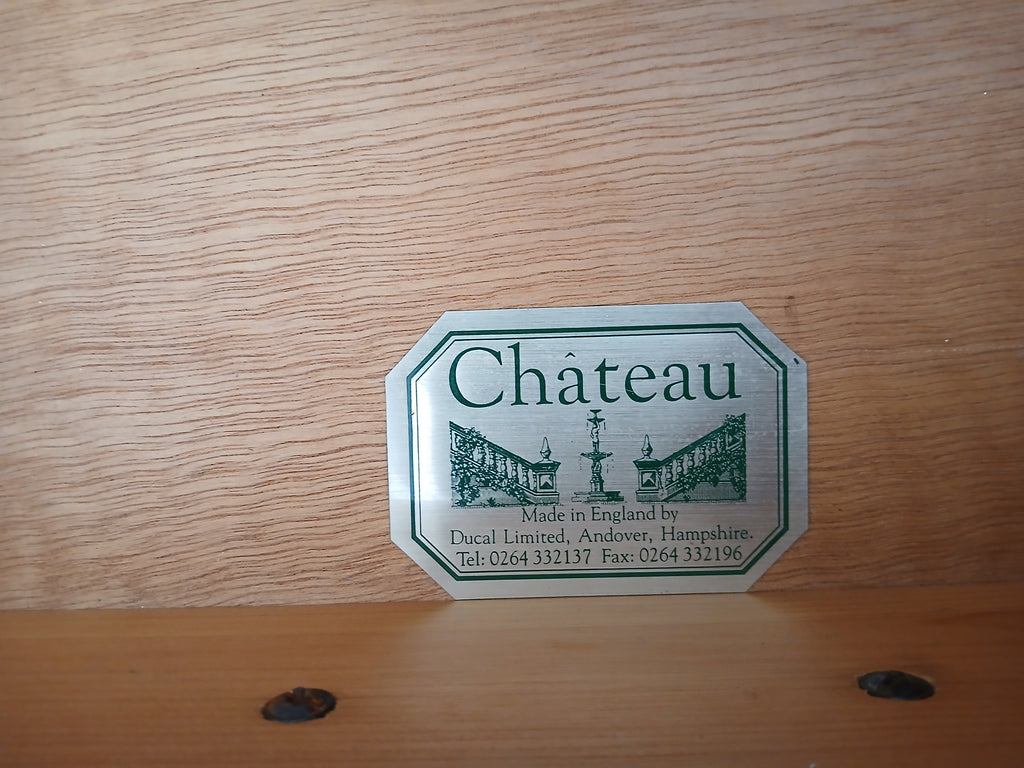 Château
Made in England by
Ducal Limited, Andover, Hampshire.
Tel: 0264 332137 Fax: 0264 332196